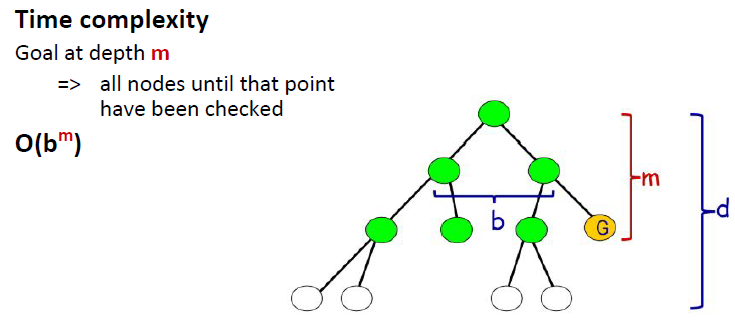 Time complexity
Goal at depth m
=> all nodes until that point
have been checked
O(b^m)
m
d
b
G